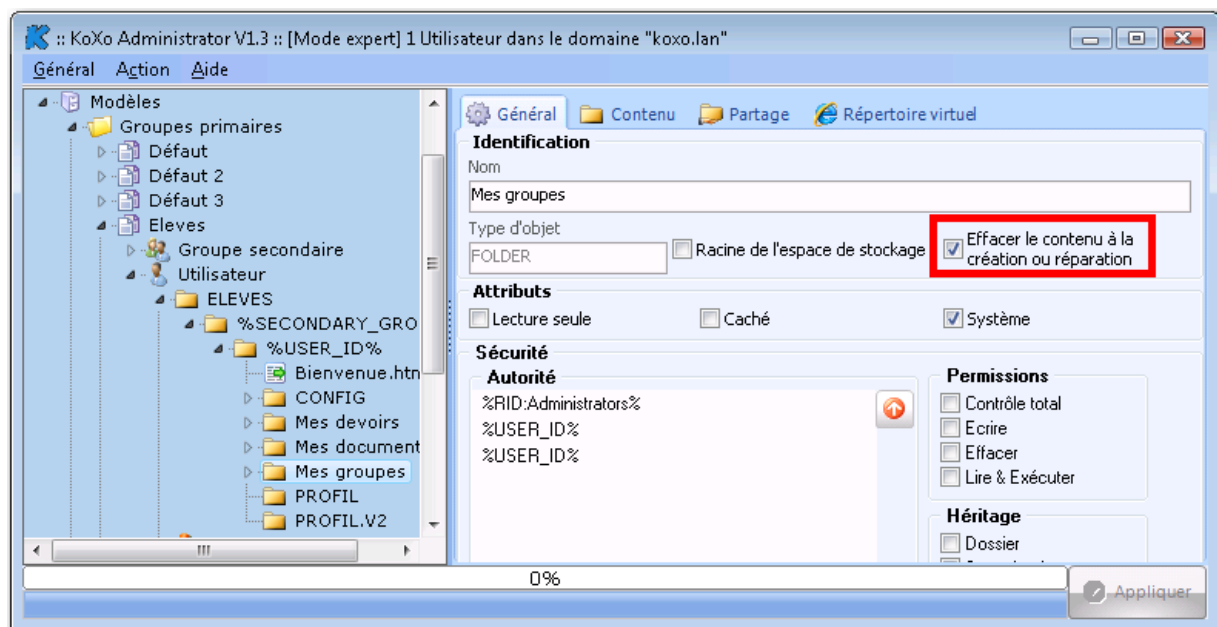 :: KoXo Administrator V1.3 :: [Mode expert] 1 Utilisateur dans le domaine "koxo.lan"
Général Action Aide
Modèles
Groupes primaires
Défaut
Défaut 2
Défaut 3
Eleves
Groupe secondaire
Utilisateur
ELEVES
%SECONDARY_GRO
%USER_ID%
Bienvenue.htn
CONFIG
Mes devoirs
Mes document
Mes groupes
PROFIL
PROFIL.V2
Général Contenu Partage Répertoire virtuel
Identification
Nom
Mes groupes
Type d'objet
FOLDER
Racine de l'espace de stockage
Effacer le contenu à la
création ou réparation
Attributs
Lecture seule Caché Système
Sécurité
Autorité
%RID:Administrators%
%USER_ID%
%USER_ID%
Permissions
Contrôle total
Ecrire
Effacer
Lire & Exécuter
Héritage
Dossier
0%
Appliquer